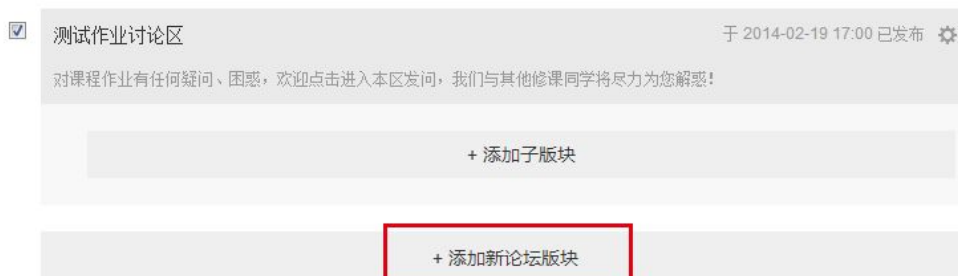 测试作业讨论区 于 2014-02-19 17:00 已发布
对课程作业有任何疑问、困惑，欢迎点击进入本区发问，我们与其他修课同学将尽力为您解惑！
+ 添加子版块
+ 添加新论坛版块